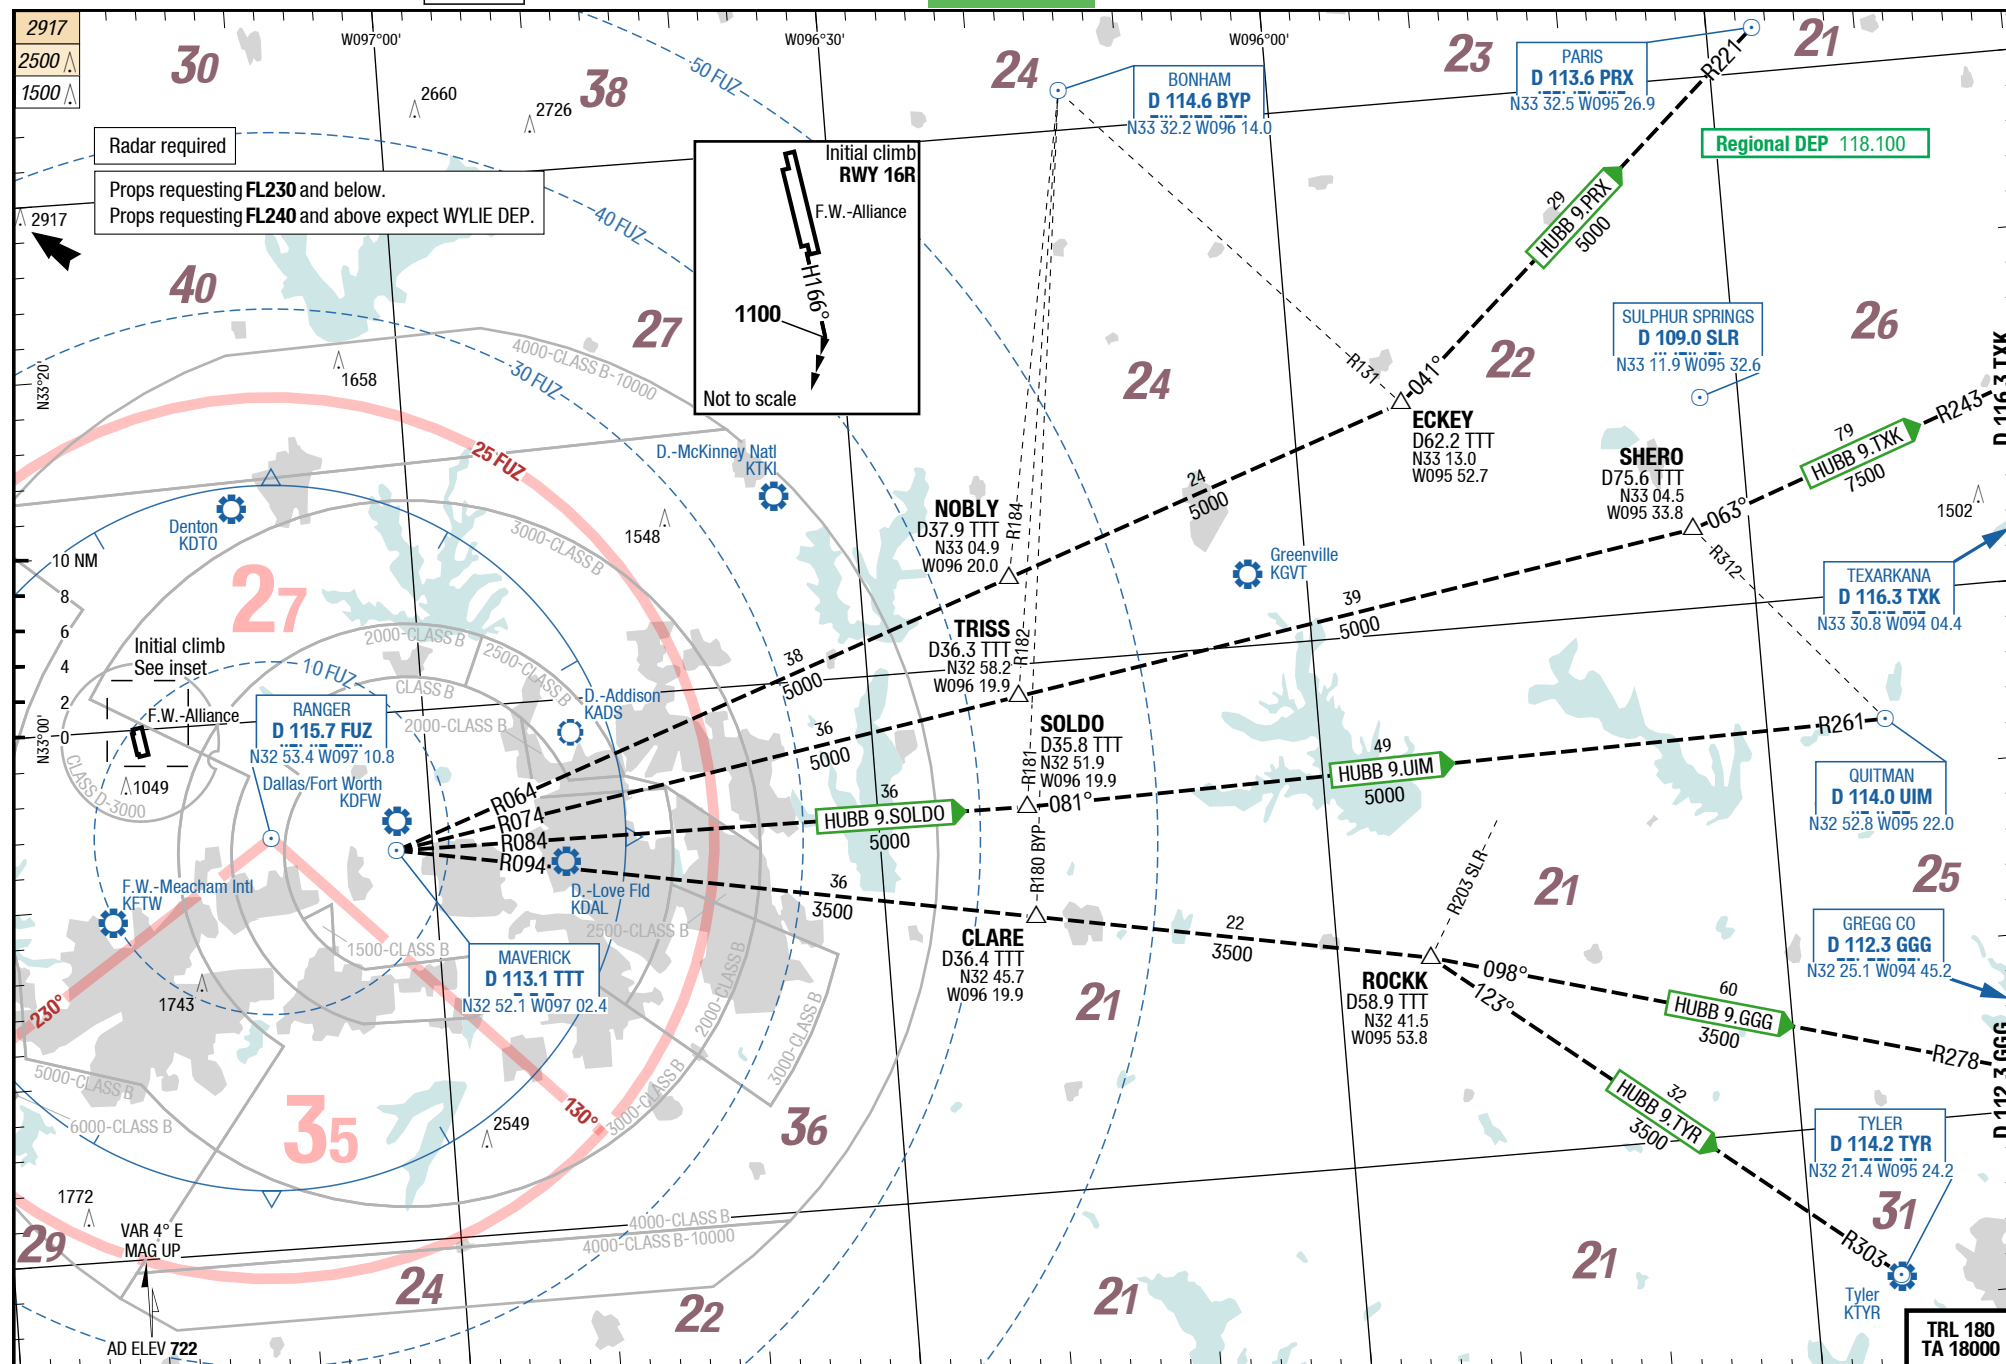 2917
2500
1500
W097°00'
W096°30'
W096°00'
30
38
24
23
21
2660
2726
50 FUZ
BONHAM
D 114.6 BYP
N33 32.2 W096 14.0
PARIS
D 113.6 PRX
N33 32.5 W095 26.9
R221
Radar required
Regional DEP 118.100
Props requesting FL230 and below.
Props requesting FL240 and above expect WYLIE DEP.
2917
40 FUZ
Initial climb
RWY 16R
F.W.-Alliance
H166°
1100
Not to scale
29
HUBB 9.PRX
5000
40
27
24
22
26
SULPHUR SPRINGS
D 109.0 SLR
N33 11.9 W095 32.6
4000-CLASS B-10000
30 FUZ
1658
N33°20'
R131
041°
ECKEY
D62.2 TTT
N33 13.0
W095 52.7
R243
D 116.3 TXK
79
HUBB 9.TXK
7500
SHERO
D75.6 TTT
N33 04.5
W095 33.8
063°
R312
1502
25 FUZ
D.-McKinney Natl
KTKI
24
5000
Denton
KDTO
3000-CLASS B
1548
NOBLY
D37.9 TTT
N33 04.9
W096 20.0
R184
Greenville
KGVT
TEXARKANA
D 116.3 TXK
N33 30.8 W094 04.4
10 NM
8
6
4
2
0
27
39
5000
TRISS
D36.3 TTT
N32 58.2
W096 19.9
R182
Initial climb
See inset
2000-CLASS B
2500-CLASS B
CLASS B
2000-CLASS B
10 FUZ
38
5000
D.-Addison
KADS
RANGER
D 115.7 FUZ
N32 53.4 W097 10.8
F.W.-Alliance
N33°00'
CLASS D-3000
1049
SOLDO
D35.8 TTT
N32 51.9
W096 19.9
R181
36
5000
R261
49
HUBB 9.UIM
5000
081°
36
HUBB 9.SOLDO
5000
QUITMAN
D 114.0 UIM
N32 52.8 W095 22.0
Dallas/Fort Worth
KDFW
R064
R074
R084
R094
D.-Love Fld
KDAL
F.W.-Meacham Intl
KFTW
36
3500
R180 BYP
22
3500
R203 SLR
21
25
GREGG CO
D 112.3 GGG
N32 25.1 W094 45.2
2500-CLASS B
1500-CLASS B
MAVERICK
D 113.1 TTT
N32 52.1 W097 02.4
CLARE
D36.4 TTT
N32 45.7
W096 19.9
ROCKK
D58.9 TTT
N32 41.5
W095 53.8
098°
123°
60
HUBB 9.GGG
3500
R278
D 112.3 GGG
1743
230°
2000-CLASS B
3000-CLASS B
21
5000-CLASS B
6000-CLASS B
35
130°
3000-CLASS B
2549
36
32
HUBB 9.TYR
3500
TYLER
D 114.2 TYR
N32 21.4 W095 24.2
31
R303
Tyler
KTYR
1772
VAR 4° E
MAG UP
29
4000-CLASS B
4000-CLASS B-10000
24
22
21
21
AD ELEV 722
TRL 180
TA 18000